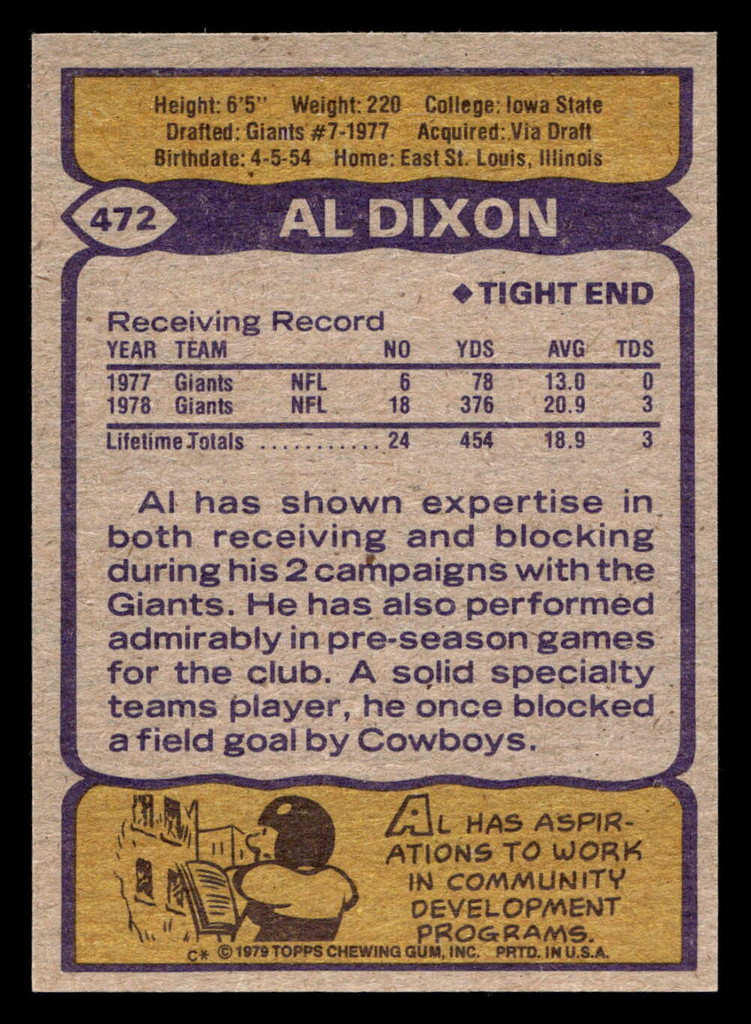 Height: 6'5" Weight: 220 College: Iowa State
Drafted: Giants #7-1977 Acquired: Via Draft
Birthdate: 4-5-54 Home: East St. Louis, Illinois
472 AL DIXON
◆ TIGHT END
Receiving Record
YEAR TEAM NO YDS AVG TDS
1977 Giants NFL 6 78 13.0 0
1978 Giants NFL 18 376 20.9 3
Lifetime Totals ........... 24 454 18.9 3
Al has shown expertise in
both receiving and blocking
during his 2 campaigns with the
Giants. He has also performed
admirably in pre-season games
for the club. A solid specialty
teams player, he once blocked
a field goal by Cowboys.
AL HAS ASPIR-
ATIONS TO WORK
IN COMMUNITY
DEVELOPMENT
PROGRAMS.
C* © 1979 TOPPS CHEWING GUM, INC. PRTD. IN U.S.A.